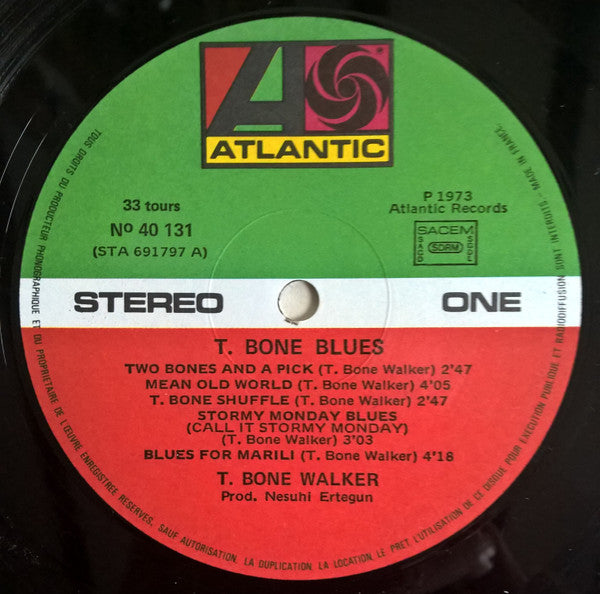 ATLANTIC
33 tours
Nº 40 131
(STA 691797 A)
P 1973
Atlantic Records
SACEM
SACD SDRM SGDL
STEREO
ONE
T. BONE BLUES
TWO BONES AND A PICK (T. Bone Walker) 2'47
MEAN OLD WORLD (T. Bone Walker) 4'05
T. BONE SHUFFLE (T. Bone Walker) 2'47
STORMY MONDAY BLUES
(CALL IT STORMY MONDAY)
(T. Bone Walker) 3'03
BLUES FOR MARILI (T. Bone Walker) 4'18
T. BONE WALKER
Prod. Nesuhi Ertegun
TOUS DROITS DU PRODUCTEUR PHONOGRAPHIQUE ET DU PROPRIETAIRE DE L'ŒUVRE ENREGISTREE RESERVES. SAUF AUTORISATION, LA DUPLICATION, LA LOCATION, LE PRET, L'UTILISATION DE CE DISQUE POUR EXECUTION PUBLIQUE ET RADIODIFFUSION SONT INTERDITS - MADE IN FRANCE.